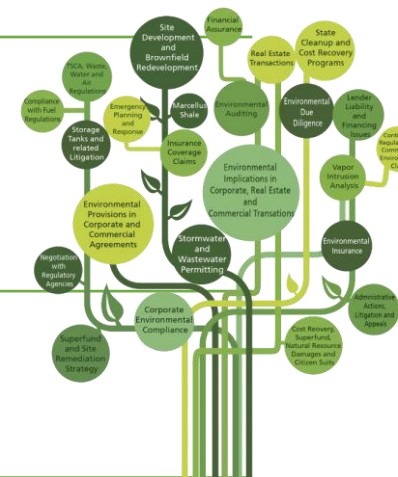 Site
Development
and
Brownfield
Redevelopment
Financial
Assurance
State
Cleanup and
Cost Recovery
Programs
Real Estate
Transactions
TSCA, Waste,
Water and
Air
Regulations
Compliance
with Fuel
Regulations
Emergency
Planning
and
Response
Marcellus
Shale
Environmental
Auditing
Environmental
Due
Diligence
Lender
Liability
and
Financing
Issues
Storage
Tanks and
related
Litigation
Insurance
Coverage
Claims
Environmental
Implications in
Corporate, Real Estate
and
Commercial Transations
Vapor
Intrusion
Analysis
Environmental
Provisions in
Corporate and
Commercial
Agreements
Stormwater
and
Wastewater
Permitting
Environmental
Insurance
Negotiation
with
Regulatory
Agencies
Corporate
Environmental
Compliance
Administrative
Actions,
Litigation and
Appeals
Superfund
and Site
Remediation
Strategy
Cost Reovery,
Superfund,
Natural Resource
Damages and
Citizen Suits